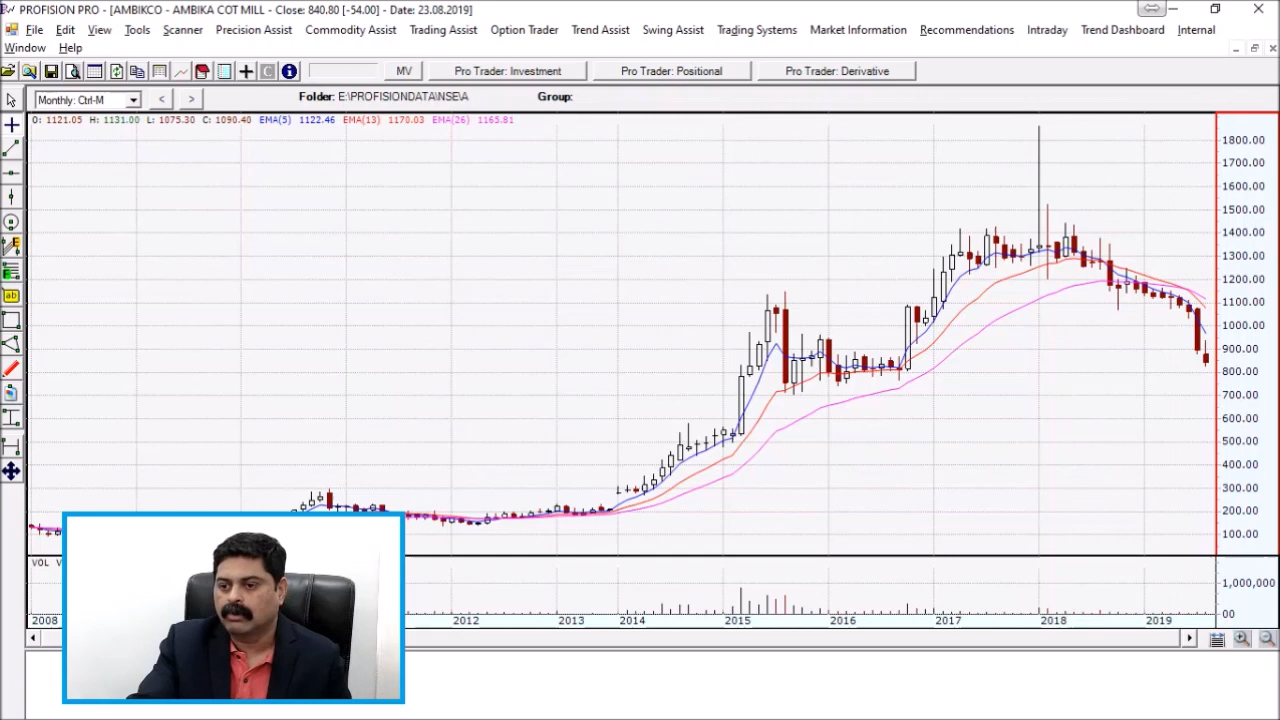 PROFISION PRO - [AMBIKCO - AMBIKA COT MILL - Close: 840.80 [-54.00] - Date: 23.08.2019]
File Edit View Tools Scanner Precision Assist Commodity Assist Trading Assist Option Trader Trend Assist Swing Assist Trading Systems Market Information Recommendations Intraday Trend Dashboard Internal
Window Help
MV Pro Trader: Investment Pro Trader: Positional Pro Trader: Derivative
Monthly: Ctrl-M < > Folder: E:\PROFISIONDATA\NSE\A Group:
O: 1121.05 H: 1131.00 L: 1075.30 C: 1090.40 EMA(5) 1122.46 EMA(13) 1170.03 EMA(26) 1165.81
1800.00
1700.00
1600.00
1500.00
1400.00
1300.00
1200.00
1100.00
1000.00
900.00
800.00
700.00
600.00
500.00
400.00
300.00
200.00
100.00
VOL
1,000,000
00
2008 2012 2013 2014 2015 2016 2017 2018 2019